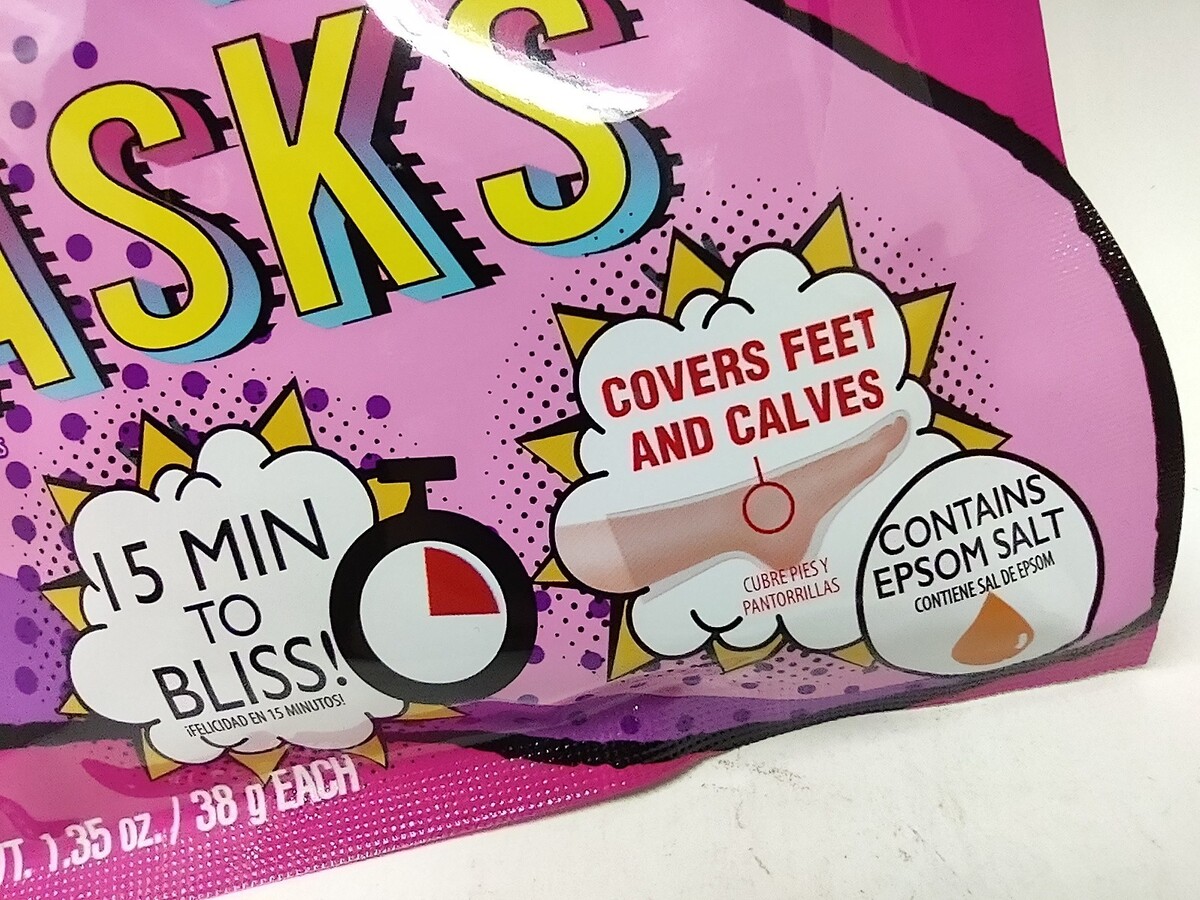 ASKS
15 MIN
TO
BLISS!
¡FELICIDAD EN 15 MINUTOS!
COVERS FEET
AND CALVES
CUBRE PIES Y
PANTORRILLAS
CONTAINS
EPSOM SALT
CONTIENE SAL DE EPSOM
WT. 1.35 oz. / 38 g EACH